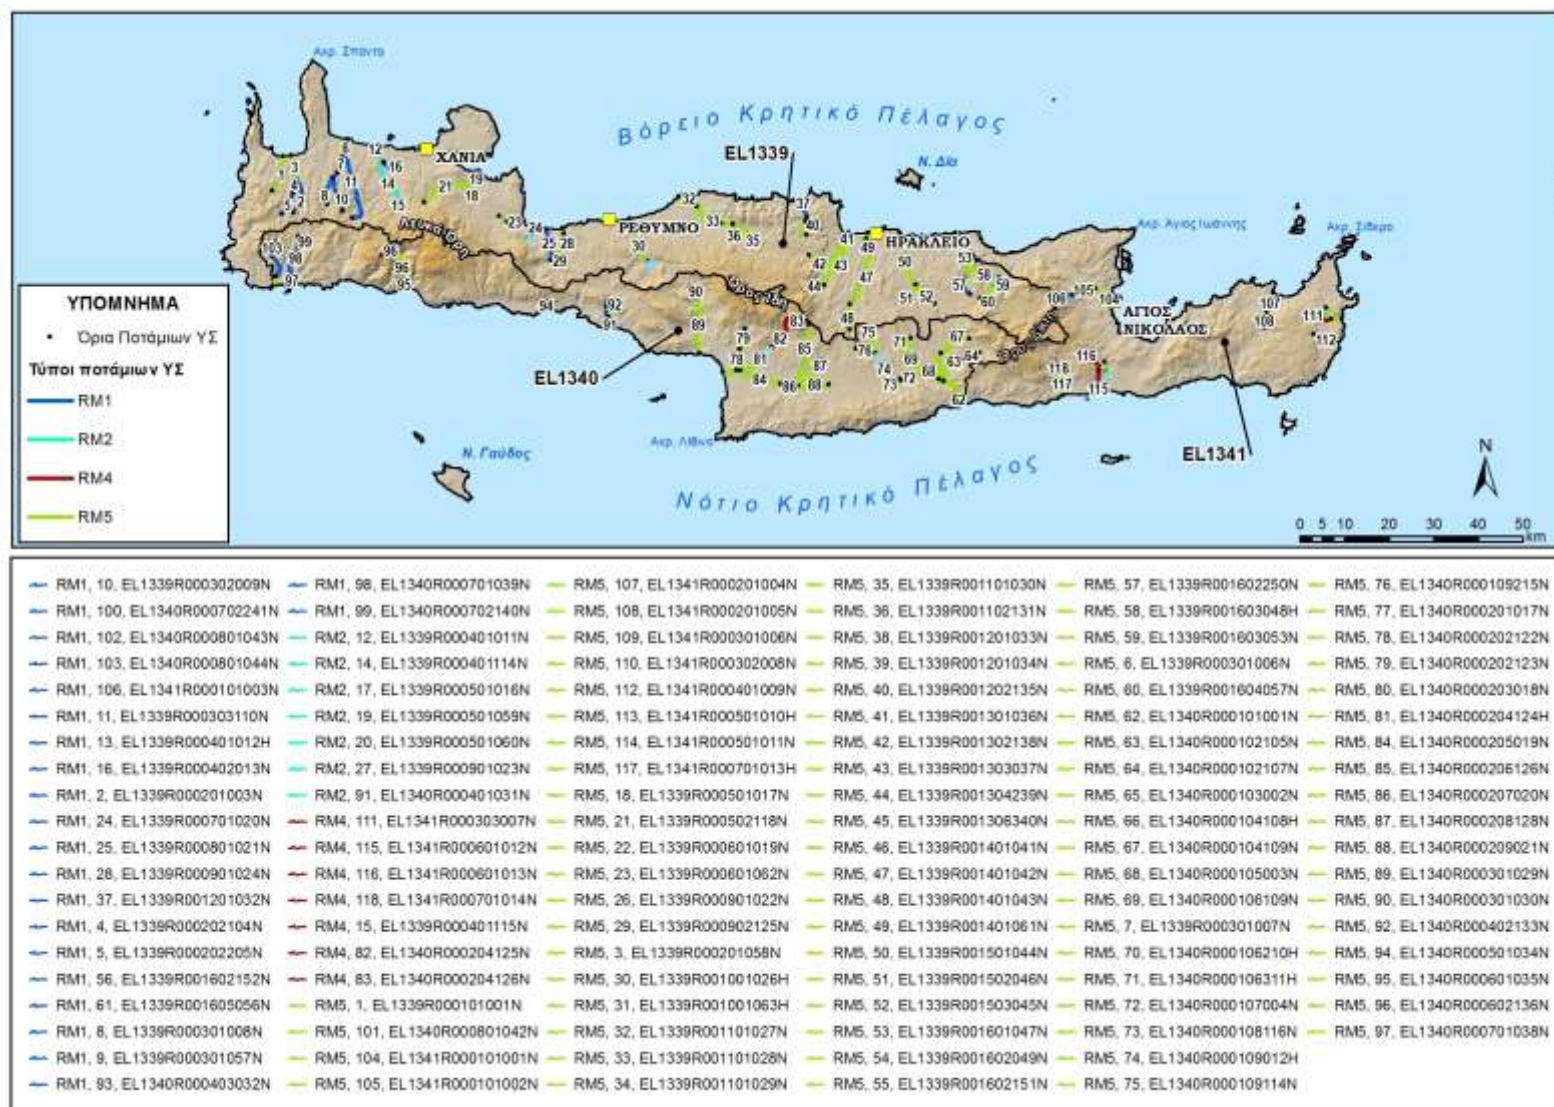 Ακρ. Σπάντα
Βόρειο Κρητικό Πέλαγος
EL1339
Ν. Δία
ΧΑΝΙΑ
ΡΕΘΥΜΝΟ
ΗΡΑΚΛΕΙΟ
Ακρ. Άγιος Ιωάννης
Ακρ. Σίδερο
Λευκά Όρη
Όρος Ίδη
ΑΓΙΟΣ
ΝΙΚΟΛΑΟΣ
EL1340
EL1341
Ακρ. Λίθινο
Ν. Γαύδος
Νότιο Κρητικό Πέλαγος
N
0 5 10 20 30 40 50
km
ΥΠΟΜΝΗΜΑ
Όρια Ποτάμιων ΥΣ
Τύποι ποτάμιων ΥΣ
RM1
RM2
RM4
RM5
RM1, 10, EL1339R000302009N
RM1, 100, EL1340R000702241N
RM1, 102, EL1340R000801043N
RM1, 103, EL1340R000801044N
RM1, 106, EL1341R000101003N
RM1, 11, EL1339R000303110N
RM1, 13, EL1339R000401012H
RM1, 16, EL1339R000402013N
RM1, 2, EL1339R000201003N
RM1, 24, EL1339R000701020N
RM1, 25, EL1339R000801021N
RM1, 28, EL1339R000901024N
RM1, 37, EL1339R001201032N
RM1, 4, EL1339R000202104N
RM1, 5, EL1339R000202205N
RM1, 56, EL1339R001602152N
RM1, 61, EL1339R001605056N
RM1, 8, EL1339R000301008N
RM1, 9, EL1339R000301057N
RM1, 93, EL1340R000403032N
RM1, 98, EL1340R000701039N
RM1, 99, EL1340R000702140N
RM2, 12, EL1339R000401011N
RM2, 14, EL1339R000401114N
RM2, 17, EL1339R000501016N
RM2, 19, EL1339R000501059N
RM2, 20, EL1339R000501060N
RM2, 27, EL1339R000901023N
RM2, 91, EL1340R000401031N
RM4, 111, EL1341R000303007N
RM4, 115, EL1341R000601012N
RM4, 116, EL1341R000601013N
RM4, 118, EL1341R000701014N
RM4, 15, EL1339R000401115N
RM4, 82, EL1340R000204125N
RM4, 83, EL1340R000204126N
RM5, 1, EL1339R000101001N
RM5, 101, EL1340R000801042N
RM5, 104, EL1341R000101001N
RM5, 105, EL1341R000101002N
RM5, 107, EL1341R000201004N
RM5, 108, EL1341R000201005N
RM5, 109, EL1341R000301006N
RM5, 110, EL1341R000302008N
RM5, 112, EL1341R000401009N
RM5, 113, EL1341R000501010H
RM5, 114, EL1341R000501011N
RM5, 117, EL1341R000701013H
RM5, 18, EL1339R000501017N
RM5, 21, EL1339R000502118N
RM5, 22, EL1339R000601019N
RM5, 23, EL1339R000601062N
RM5, 26, EL1339R000901022N
RM5, 29, EL1339R000902125N
RM5, 3, EL1339R000201058N
RM5, 30, EL1339R001001026H
RM5, 31, EL1339R001001063H
RM5, 32, EL1339R001101027N
RM5, 33, EL1339R001101028N
RM5, 34, EL1339R001101029N
RM5, 35, EL1339R001101030N
RM5, 36, EL1339R001102131N
RM5, 38, EL1339R001201033N
RM5, 39, EL1339R001201034N
RM5, 40, EL1339R001202135N
RM5, 41, EL1339R001301036N
RM5, 42, EL1339R001302138N
RM5, 43, EL1339R001303037N
RM5, 44, EL1339R001304239N
RM5, 45, EL1339R001306340N
RM5, 46, EL1339R001401041N
RM5, 47, EL1339R001401042N
RM5, 48, EL1339R001401043N
RM5, 49, EL1339R001401061N
RM5, 50, EL1339R001501044N
RM5, 51, EL1339R001502046N
RM5, 52, EL1339R001503045N
RM5, 53, EL1339R001601047N
RM5, 54, EL1339R001602049N
RM5, 55, EL1339R001602151N
RM5, 57, EL1339R001602250N
RM5, 58, EL1339R001603048H
RM5, 59, EL1339R001603053N
RM5, 6, EL1339R000301006N
RM5, 60, EL1339R001604057N
RM5, 62, EL1340R000101001N
RM5, 63, EL1340R000102105N
RM5, 64, EL1340R000102107N
RM5, 65, EL1340R000103002N
RM5, 66, EL1340R000104108H
RM5, 67, EL1340R000104109N
RM5, 68, EL1340R000105003N
RM5, 69, EL1340R000106109N
RM5, 7, EL1339R000301007N
RM5, 70, EL1340R000106210H
RM5, 71, EL1340R000106311H
RM5, 72, EL1340R000107004N
RM5, 73, EL1340R000108116N
RM5, 74, EL1340R000109012H
RM5, 75, EL1340R000109114N
RM5, 76, EL1340R000109215N
RM5, 77, EL1340R000201017N
RM5, 78, EL1340R000202122N
RM5, 79, EL1340R000202123N
RM5, 80, EL1340R000203018N
RM5, 81, EL1340R000204124H
RM5, 84, EL1340R000205019N
RM5, 85, EL1340R000206126N
RM5, 86, EL1340R000207020N
RM5, 87, EL1340R000208128N
RM5, 88, EL1340R000209021N
RM5, 89, EL1340R000301029N
RM5, 90, EL1340R000301030N
RM5, 92, EL1340R000402133N
RM5, 94, EL1340R000501034N
RM5, 95, EL1340R000601035N
RM5, 96, EL1340R000602136N
RM5, 97, EL1340R000701038N